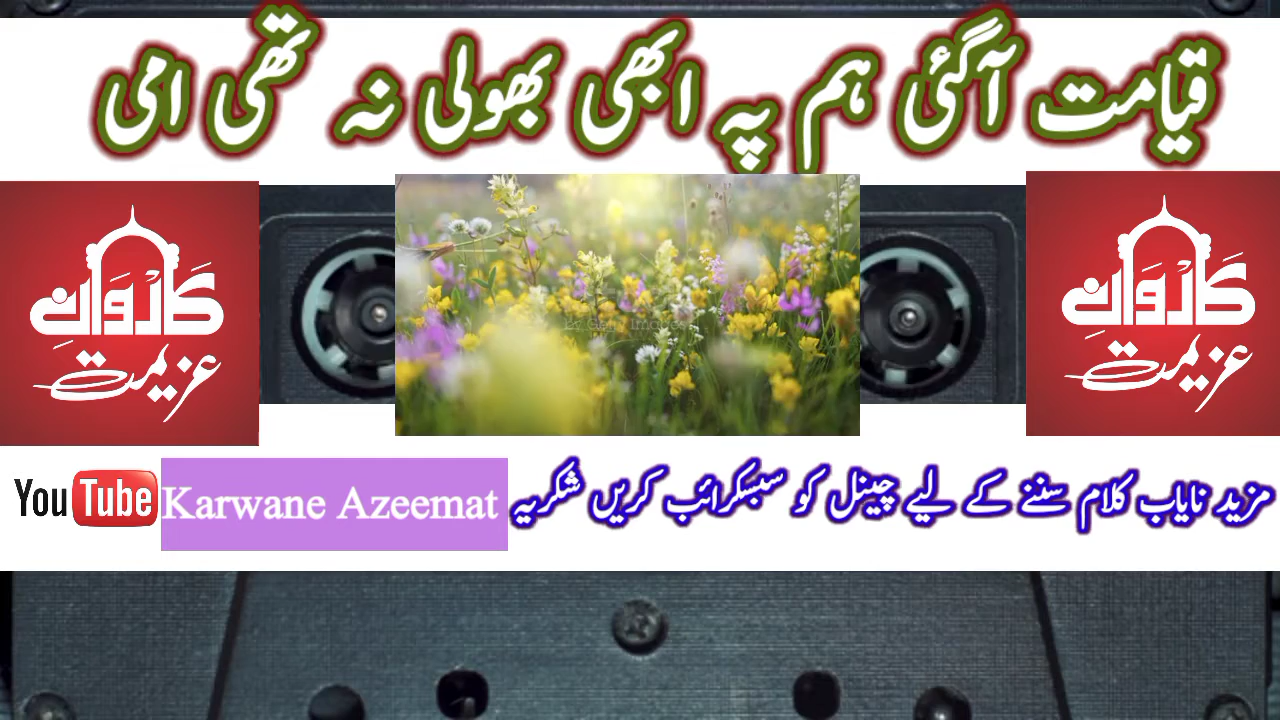 قیامت آگئی ہم پہ ابھی بھولی نہ تھی امی
کاروانِ
عزیمت
کاروانِ
عزیمت
مزید نایاب کلام سننے کے لیے چینل کو سبسکرائب کریں شکریہ
YouTube Karwane Azeemat